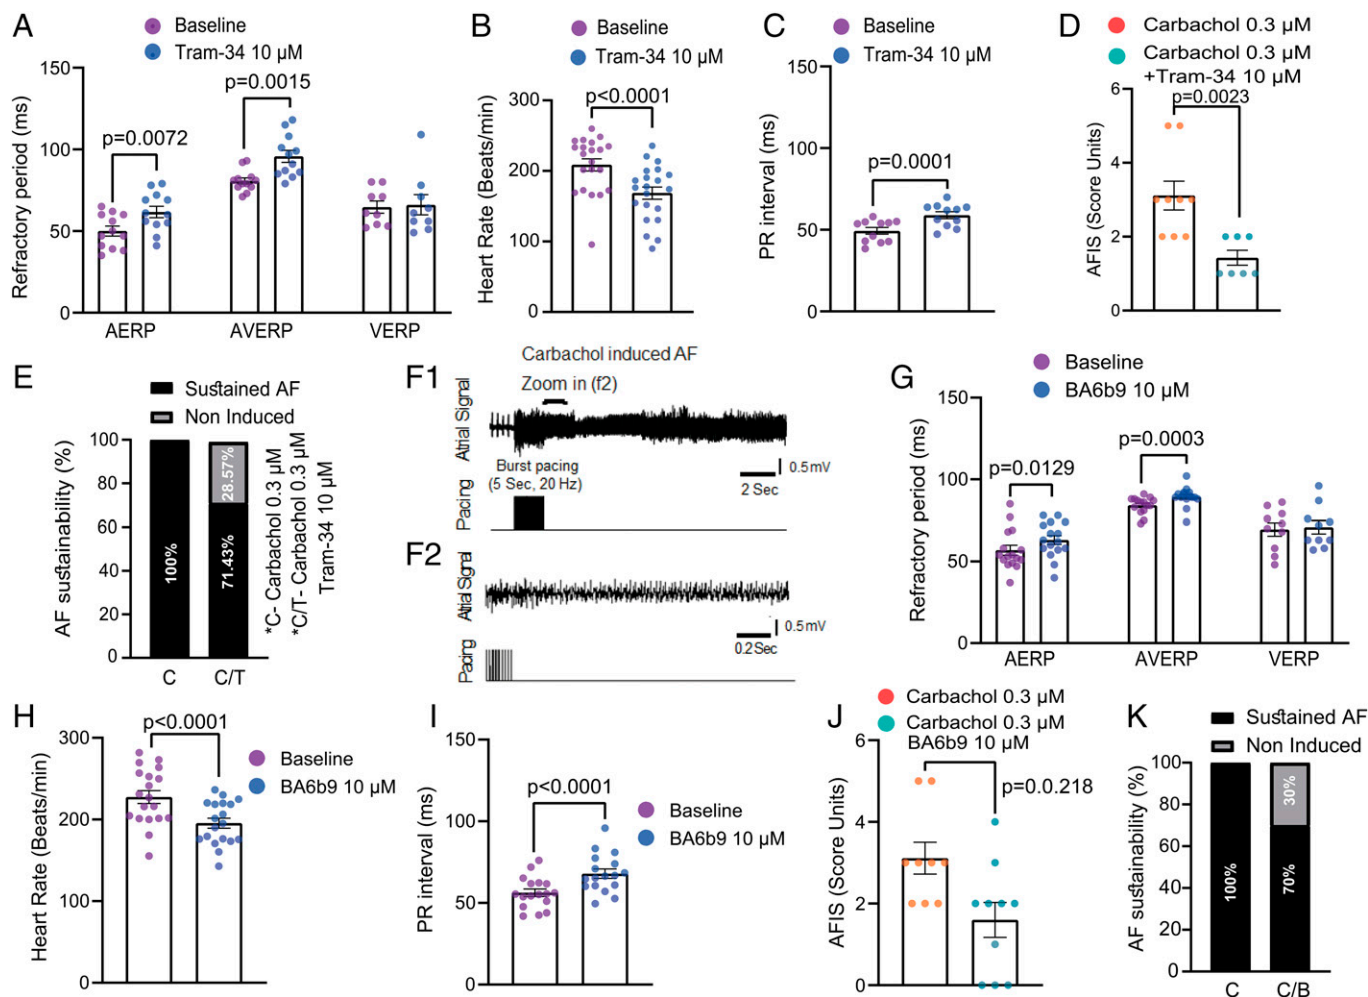 A
Baseline
Tram-34 10 µM
p=0.0015
p=0.0072
Refractory period (ms)
150
100
50
0
AERP
AVERP
VERP
B
Baseline
Tram-34 10 µM
p<0.0001
Heart Rate (Beats/min)
300
200
100
0
C
Baseline
Tram-34 10 µM
p=0.0001
PR interval (ms)
150
100
50
0
D
Carbachol 0.3 µM
Carbachol 0.3 µM
+Tram-34 10 µM
p=0.0023
AFIS (Score Units)
6
4
2
0
E
Sustained AF
Non Induced
AF sustainability (%)
100
80
60
40
20
0
100%
28.57%
71.43%
C
C/T
*C- Carbachol 0.3 µM
*C/T- Carbachol 0.3 µM
Tram-34 10 µM
F1
Carbachol induced AF
Zoom in (f2)
Atrial Signal
0.5 mV
2 Sec
Burst pacing
(5 Sec, 20 Hz)
Pacing
F2
Atrial Signal
0.5 mV
0.2 Sec
Pacing
G
Baseline
BA6b9 10 µM
p=0.0129
p=0.0003
Refractory period (ms)
150
100
50
0
AERP
AVERP
VERP
H
p<0.0001
Baseline
BA6b9 10 µM
Heart Rate (Beats/min)
300
200
100
0
I
p<0.0001
Baseline
BA6b9 10 µM
PR interval (ms)
150
100
50
0
J
Carbachol 0.3 µM
Carbachol 0.3 µM
BA6b9 10 µM
p=0.0.218
AFIS (Score Units)
6
4
2
0
K
Sustained AF
Non Induced
AF sustainability (%)
100
80
60
40
20
0
100%
30%
70%
C
C/B